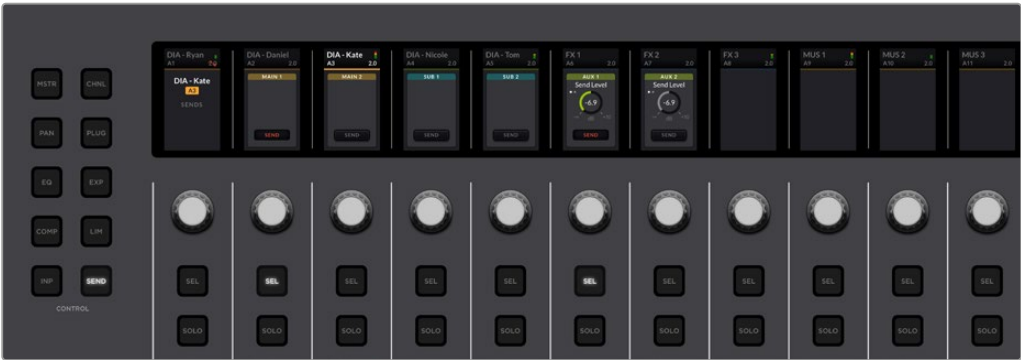 DIA - Ryan
A1
DIA - Daniel
A2 2.0
DIA - Kate
A3 2.0
DIA - Nicole
A4 2.0
DIA - Tom
A5 2.0
FX 1
A6 2.0
FX 2
A7 2.0
FX 3
A8 2.0
MUS 1
A9 2.0
MUS 2
A10 2.0
MUS 3
A11 2.0
DIA - Kate
A3
SENDS
MAIN 1
SEND
MAIN 2
SEND
SUB 1
SEND
SUB 2
SEND
AUX 1
Send Level
-6.9
dB
SEND
AUX 2
Send Level
-6.9
dB
SEND
MSTR CHNL
PAN PLUG
EQ EXP
COMP LIM
INP SEND
CONTROL
SEL SEL SEL SEL SEL SEL SEL SEL SEL SEL SEL
SOLO SOLO SOLO SOLO SOLO SOLO SOLO SOLO SOLO SOLO SOLO